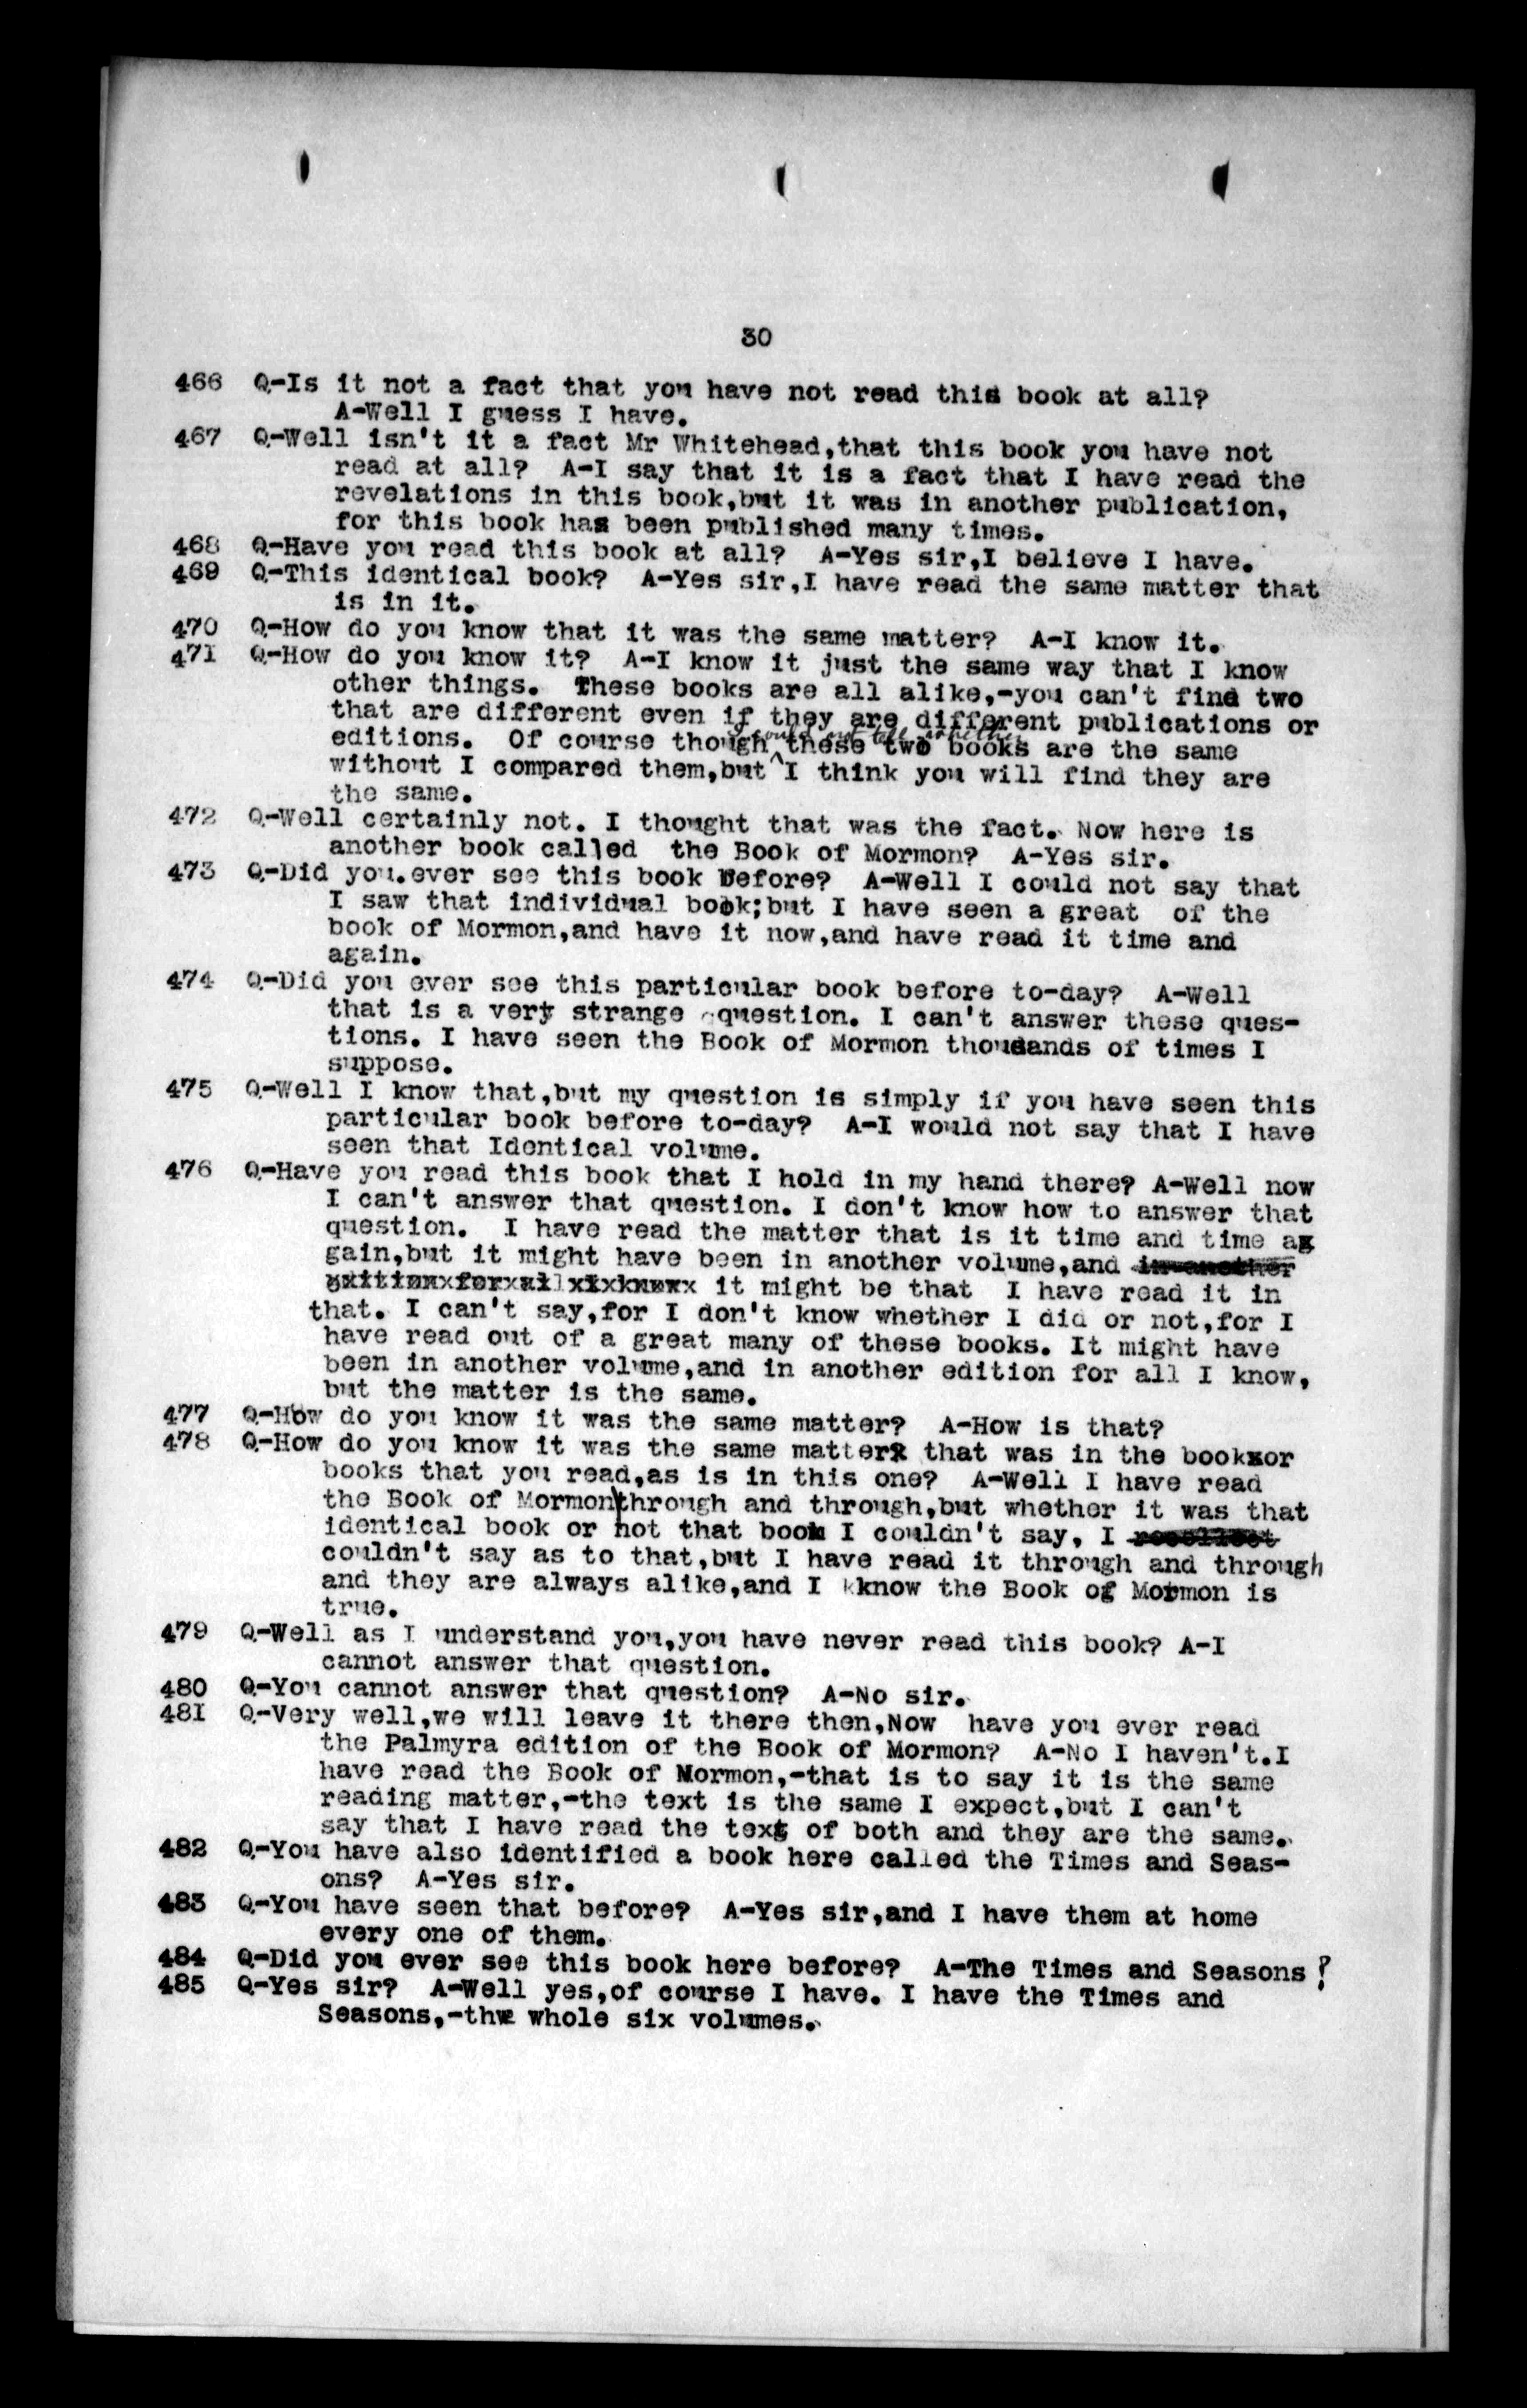 30
466 Q-Is it not a fact that you have not read this book at all?
A-Well I guess I have.
467 Q-Well isn't it a fact Mr Whitehead,that this book you have not
read at all? A-I say that it is a fact that I have read the
revelations in this book,but it was in another publication,
for this book has been published many times.
468 Q-Have you read this book at all? A-Yes sir,I believe I have.
469 Q-This identical book? A-Yes sir,I have read the same matter that
is in it.
470 Q-How do you know that it was the same matter? A-I know it.
471 Q-How do you know it? A-I know it just the same way that I know
other things. These books are all alike,-you can't find two
that are different even if they are different publications or
I could not tell whether
editions. Of course though these two books are the same
without I compared them,but ^ I think you will find they are
the same.
472 Q-Well certainly not. I thought that was the fact. Now here is
another book called the Book of Mormon? A-Yes sir.
473 Q-Did you.ever see this book before? A-Well I could not say that
I saw that individual book;but I have seen a great of the
book of Mormon,and have it now,and have read it time and
again.
474 Q-Did you ever see this particular book before to-day? A-Well
that is a very strange question. I can't answer these ques-
tions. I have seen the Book of Mormon thousands of times I
suppose.
475 Q-Well I know that,but my question is simply if you have seen this
particular book before to-day? A-I would not say that I have
seen that Identical volume.
476 Q-Have you read this book that I hold in my hand there? A-Well now
I can't answer that question. I don't know how to answer that
question. I have read the matter that is it time and time ag
gain,but it might have been in another volume,and in another
editionxforxallxIxknowx it might be that I have read it in
that. I can't say,for I don't know whether I did or not,for I
have read out of a great many of these books. It might have
been in another volume,and in another edition for all I know,
but the matter is the same.
477 Q-How do you know it was the same matter? A-How is that?
478 Q-How do you know it was the same matterx that was in the bookxor
books that you read,as is in this one? A-Well I have read
the Book of Mormon through and through,but whether it was that
identical book or not that book I couldn't say, I recollect
couldn't say as to that,but I have read it through and through
and they are always alike,and I kknow the Book of Mormon is
true.
479 Q-Well as I understand you,you have never read this book? A-I
cannot answer that question.
480 Q-You cannot answer that question? A-No sir.
481 Q-Very well,we will leave it there then,Now have you ever read
the Palmyra edition of the Book of Mormon? A-No I haven't.I
have read the Book of Mormon,-that is to say it is the same
reading matter,-the text is the same I expect,but I can't
say that I have read the text of both and they are the same.
482 Q-You have also identified a book here called the Times and Seas-
ons? A-Yes sir.
483 Q-You have seen that before? A-Yes sir,and I have them at home
every one of them.
484 Q-Did you ever see this book here before? A-The Times and Seasons?
485 Q-Yes sir? A-Well yes,of course I have. I have the Times and
Seasons,-the whole six volumes.